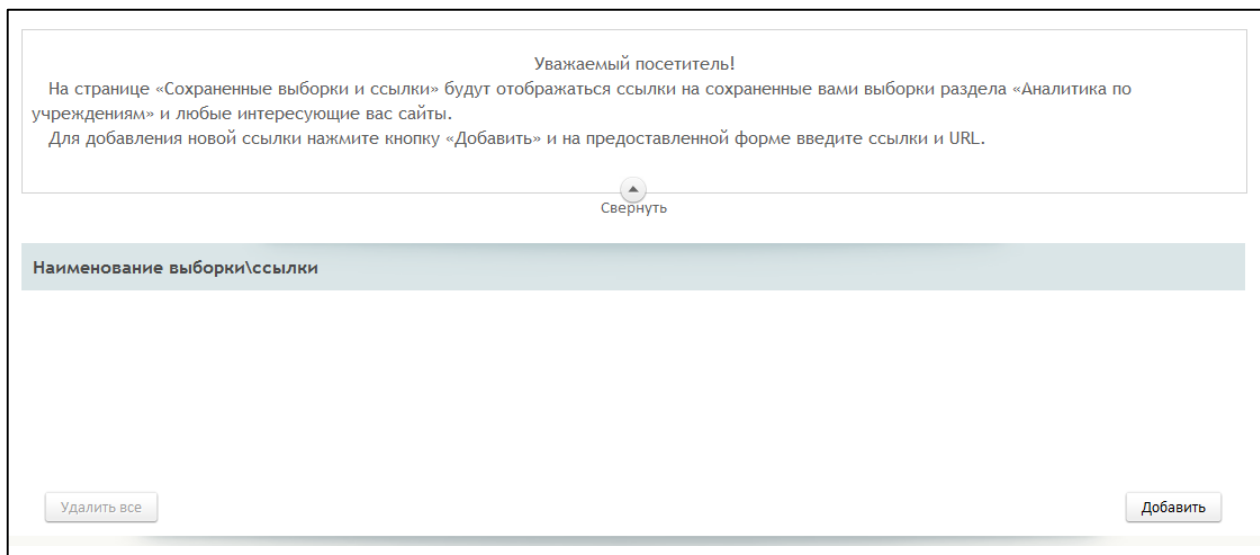 Уважаемый посетитель!
На странице «Сохраненные выборки и ссылки» будут отображаться ссылки на сохраненные вами выборки раздела «Аналитика по
учреждениям» и любые интересующие вас сайты.
Для добавления новой ссылки нажмите кнопку «Добавить» и на предоставленной форме введите ссылки и URL.
Свернуть
Наименование выборки\ссылки
Удалить все
Добавить